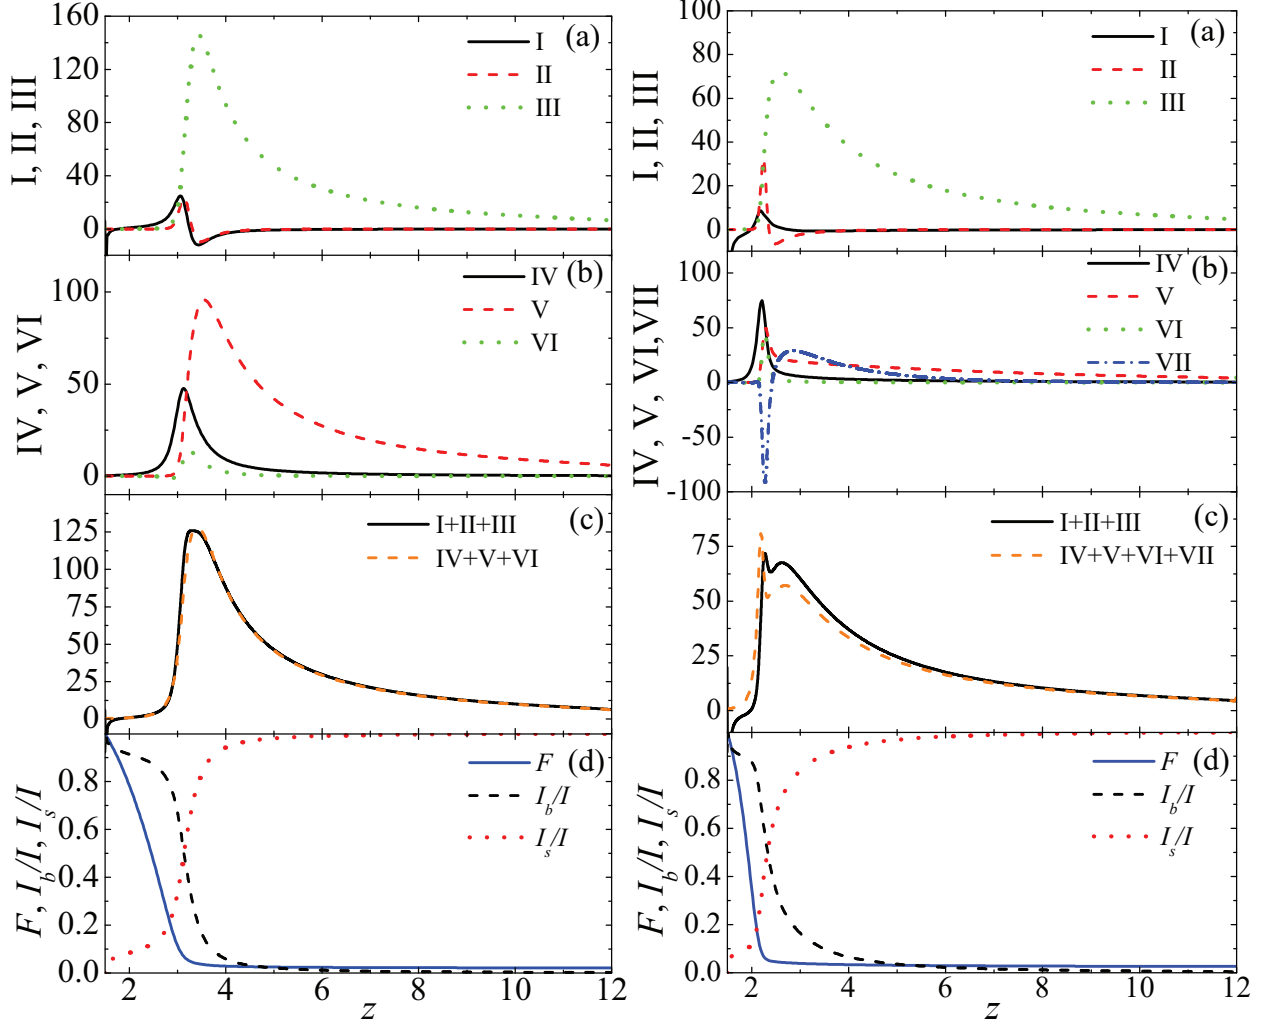 160
120
80
40
0
I, II, III
(a)
I
II
III
100
50
0
IV, V, VI
(b)
IV
V
VI
125
100
75
50
25
0
(c)
I+II+III
IV+V+VI
0.8
0.6
0.4
0.2
0.0
F, I_b/I, I_s/I
(d)
F
I_b/I
I_s/I
2 4 6 8 10 12
z
100
80
60
40
20
0
I, II, III
(a)
I
II
III
100
50
0
-50
-100
IV, V, VI,VII
(b)
IV
V
VI
VII
75
50
25
0
(c)
I+II+III
IV+V+VI+VII
0.8
0.6
0.4
0.2
0.0
F, I_b/I, I_s/I
(d)
F
I_b/I
I_s/I
2 4 6 8 10 12
z